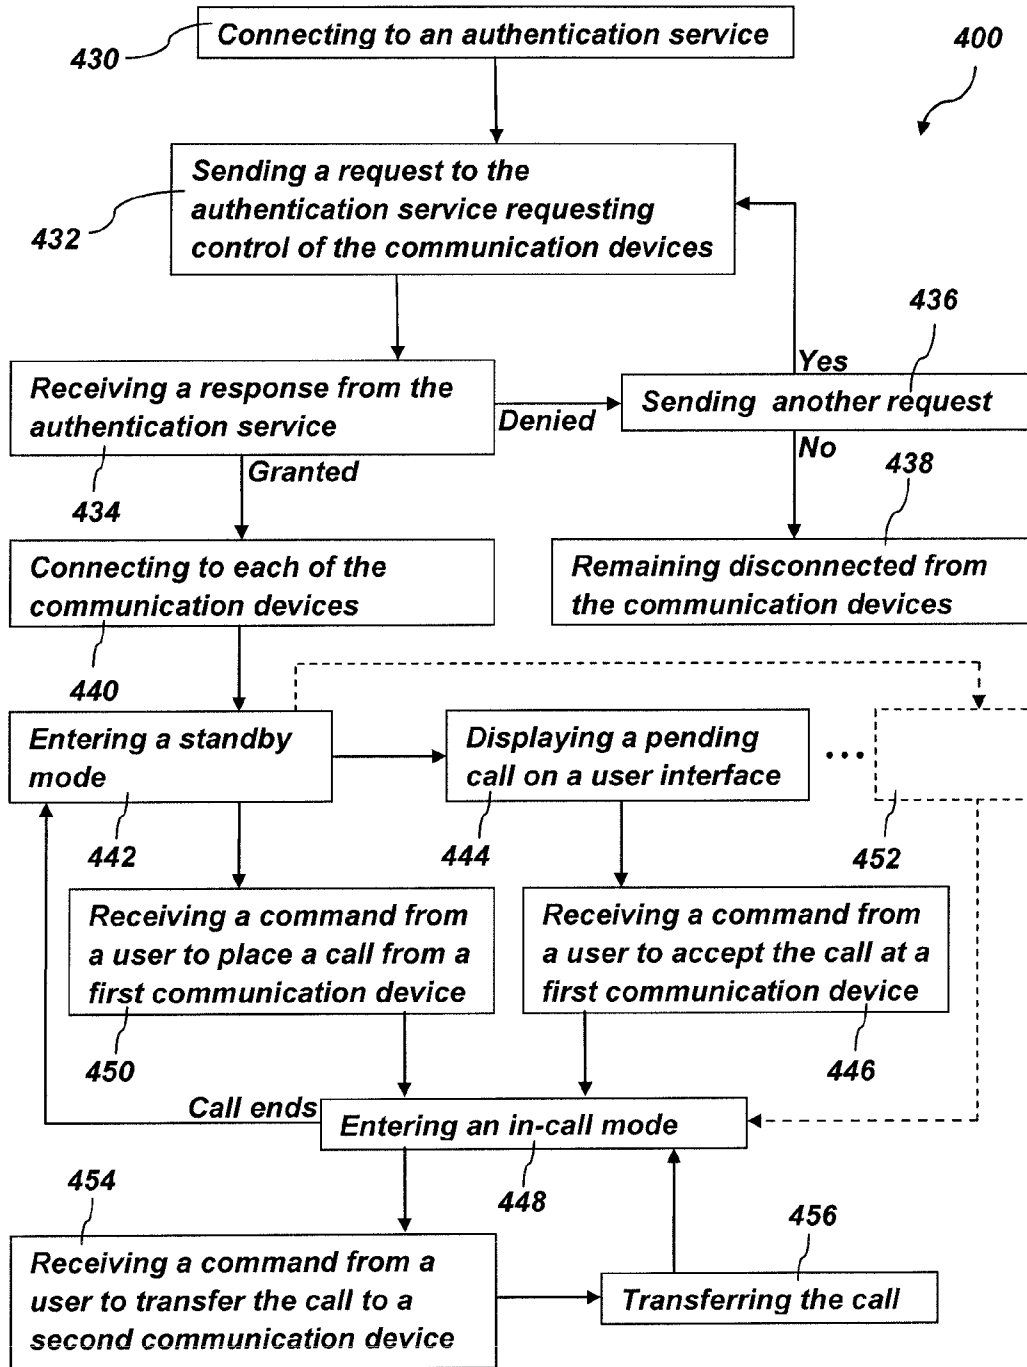 Connecting to an authentication service
430
400
Sending a request to the
authentication service requesting
control of the communication devices
432
436
Yes
Receiving a response from the
authentication service
Denied
Sending another request
No
Granted
434
438
Connecting to each of the
communication devices
Remaining disconnected from
the communication devices
440
Entering a standby
mode
Displaying a pending
call on a user interface
•••
442
444
452
Receiving a command from
a user to place a call from a
first communication device
Receiving a command from
a user to accept the call at a
first communication device
450
446
Call ends
Entering an in-call mode
448
454
456
Receiving a command from a
user to transfer the call to a
second communication device
Transferring the call